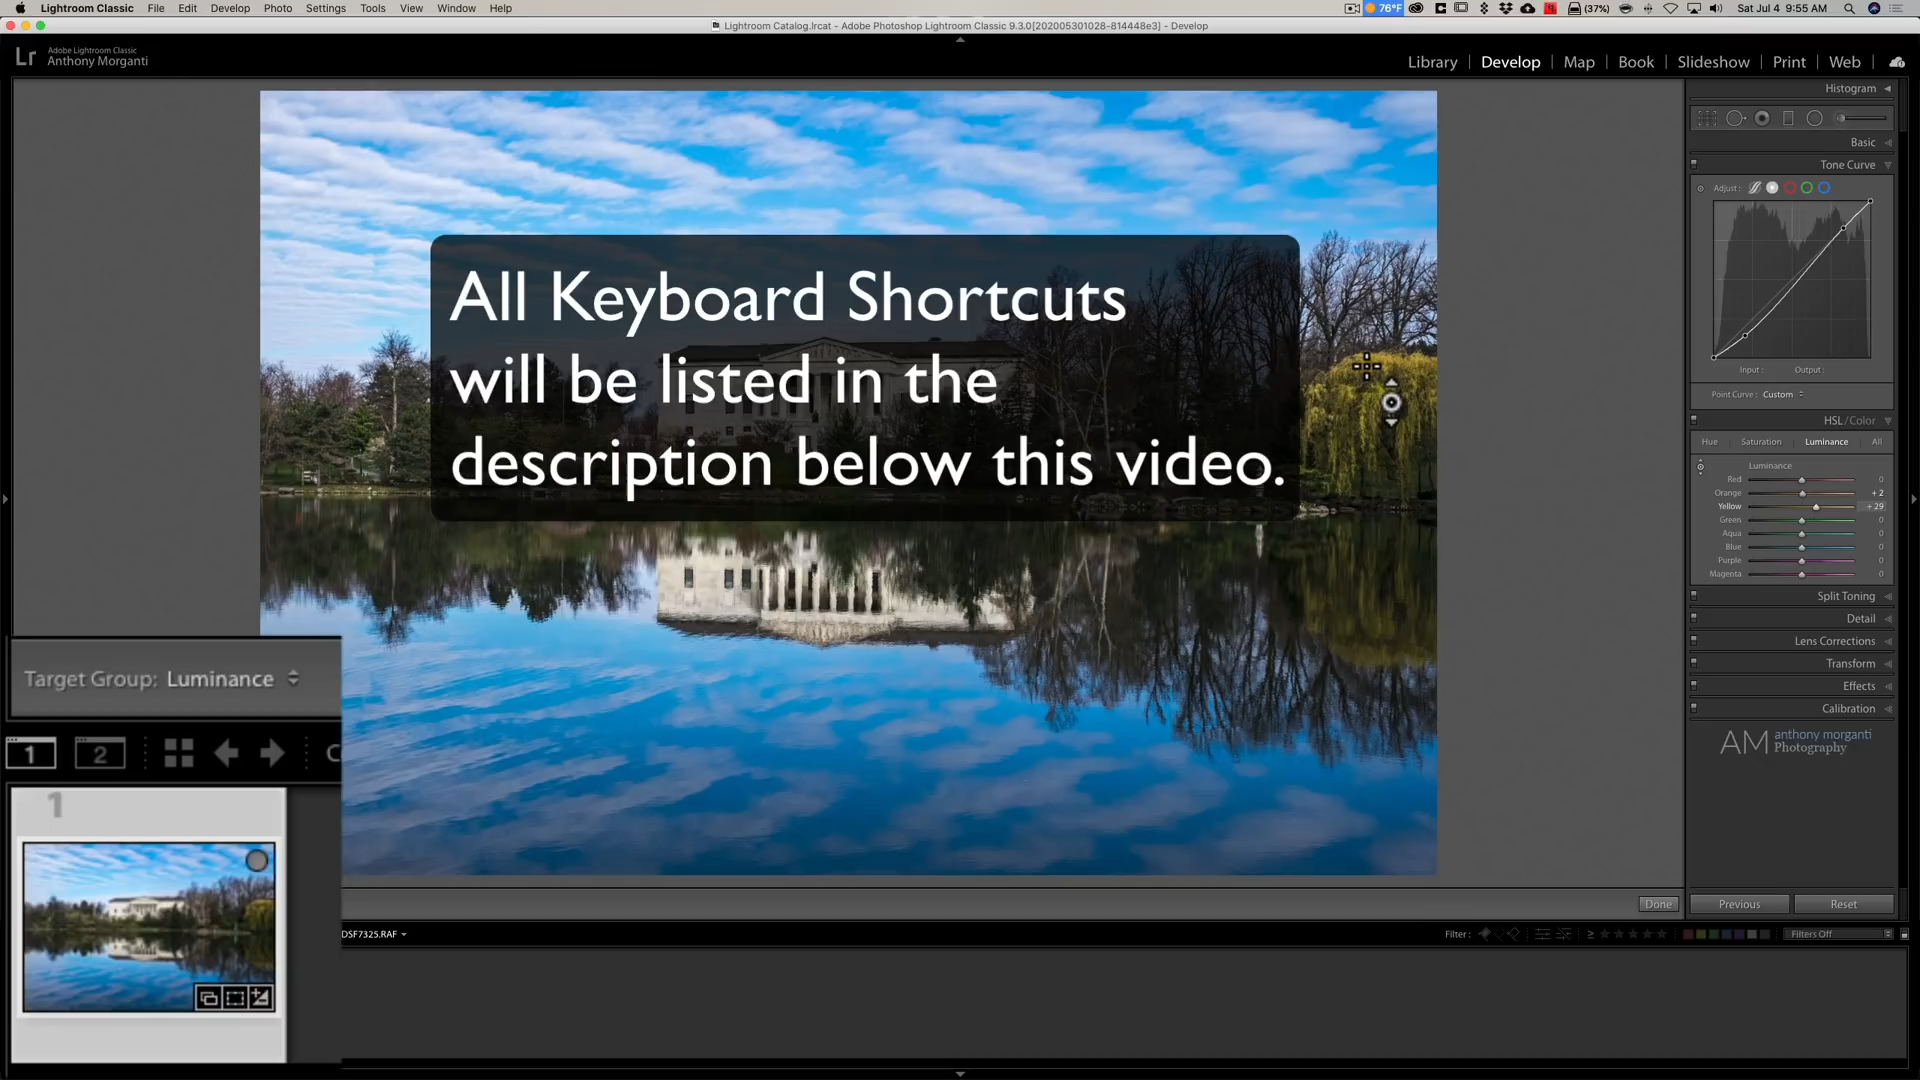 Lightroom Classic File Edit Develop Photo Settings Tools View Window Help
76°F (37%) Sat Jul 4 9:55 AM
Lightroom Catalog.lrcat - Adobe Photoshop Lightroom Classic 9.3.0[202005301028-814448e3] - Develop
Lr Adobe Lightroom Classic
Anthony Morganti
Library | Develop | Map | Book | Slideshow | Print | Web
Histogram
Basic
Tone Curve
Adjust :
Input : Output :
Point Curve : Custom
HSL/Color
Hue Saturation Luminance All
Luminance
Red 0
Orange + 2
Yellow + 29
Green 0
Aqua 0
Blue 0
Purple 0
Magenta 0
Split Toning
Detail
Lens Corrections
Transform
Effects
Calibration
AM anthony morganti
Photography
Previous Reset
All Keyboard Shortcuts
will be listed in the
description below this video.
Target Group: Luminance
Done
1 2
DSF7325.RAF
Filter : ≥ Filters Off
1